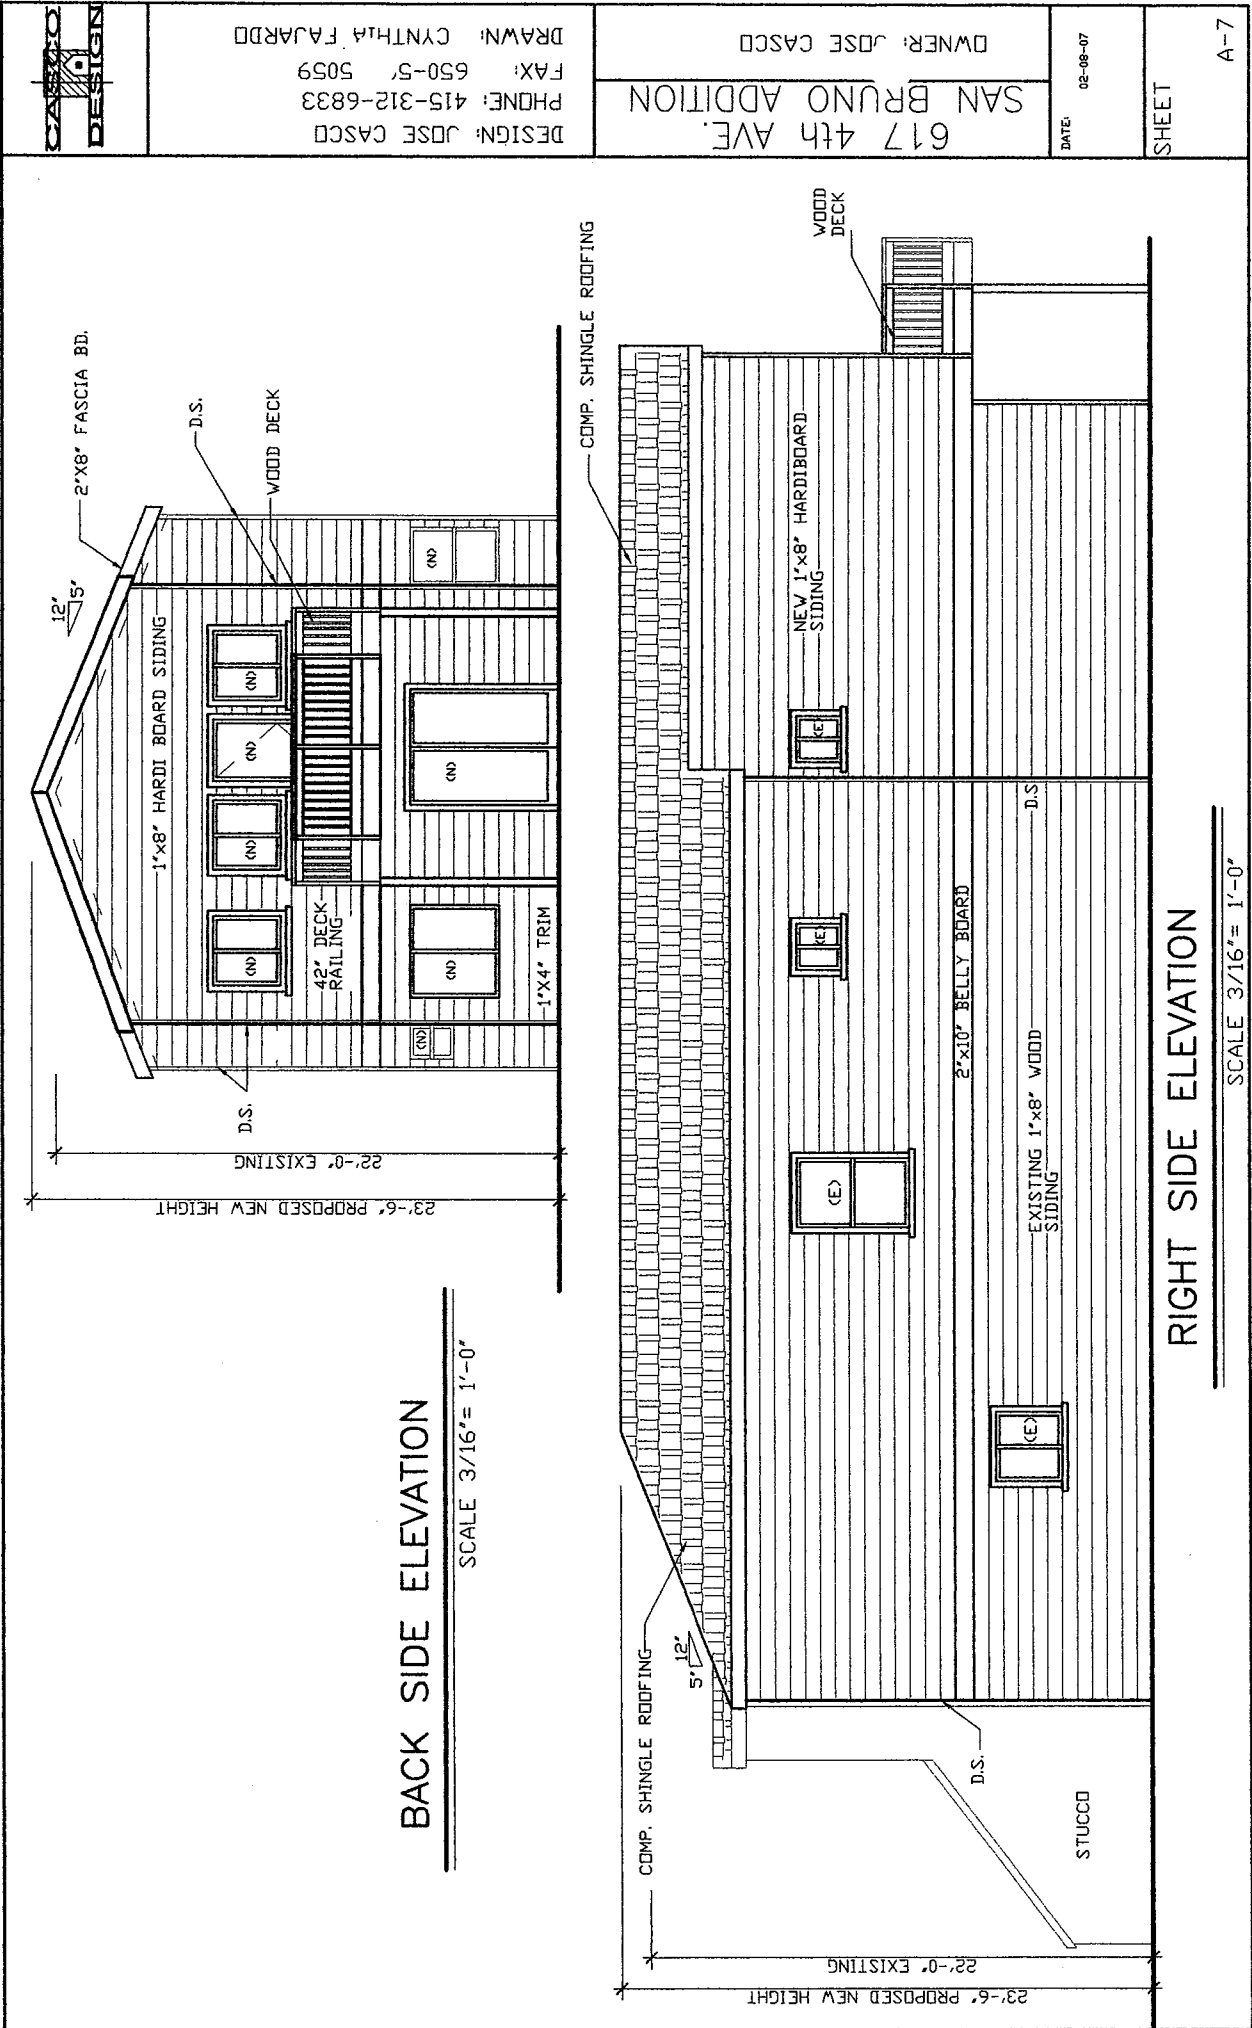 BACK SIDE ELEVATION
SCALE 3/16"= 1'-0"
23'-6" PROPOSED NEW HEIGHT
22'-0" EXISTING
D.S.
12"
5"
2"X8" FASCIA BD.
D.S.
WOOD DECK
1"x8" HARDI BOARD SIDING
42" DECK
RAILING
1"X4" TRIM
(N)
(N)
(N)
(N)
(N)
(N)
(N)
(N)
COMP. SHINGLE ROOFING
COMP. SHINGLE ROOFING
12"
5"
WOOD
DECK
NEW 1"x8" HARDIBOARD
SIDING
(E)
(E)
(E)
(E)
2"x10" BELLY BOARD
D.S.
EXISTING 1"x8" WOOD
SIDING
D.S.
STUCCO
22'-0" EXISTING
23'-6" PROPOSED NEW HEIGHT
RIGHT SIDE ELEVATION
SCALE 3/16"= 1'-0"
CASCO
DESIGN
DESIGN: JOSE CASCO
PHONE: 415-312-6833
FAX: 650-5 5059
DRAWN: CYNTHIA FAJARDO
617 4th AVE.
SAN BRUNO ADDITION
OWNER: JOSE CASCO
DATE:
02-08-07
SHEET
A-7